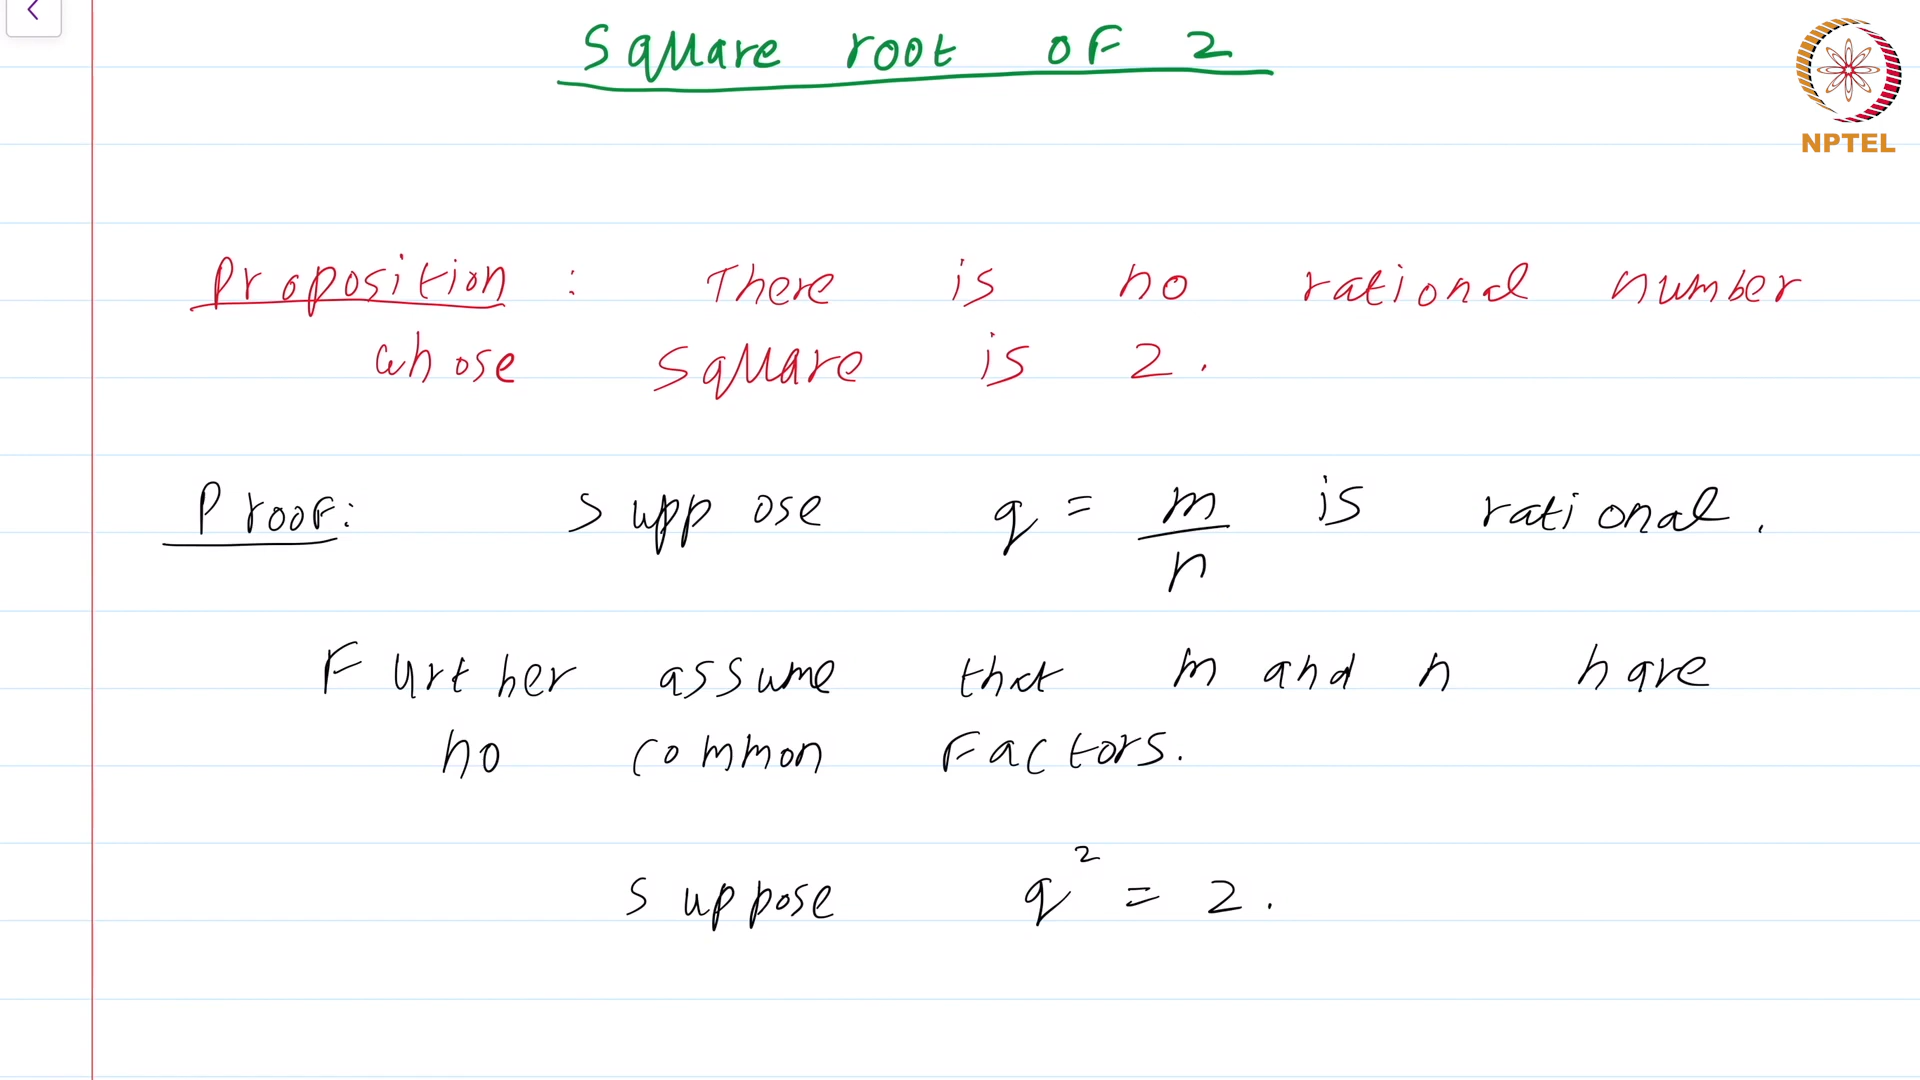 Square root of 2
NPTEL
Proposition : There is no rational number
whose square is 2.
Proof: Suppose q = m/n is rational.
Further assume that m and n have
no common factors.
Suppose q² = 2.